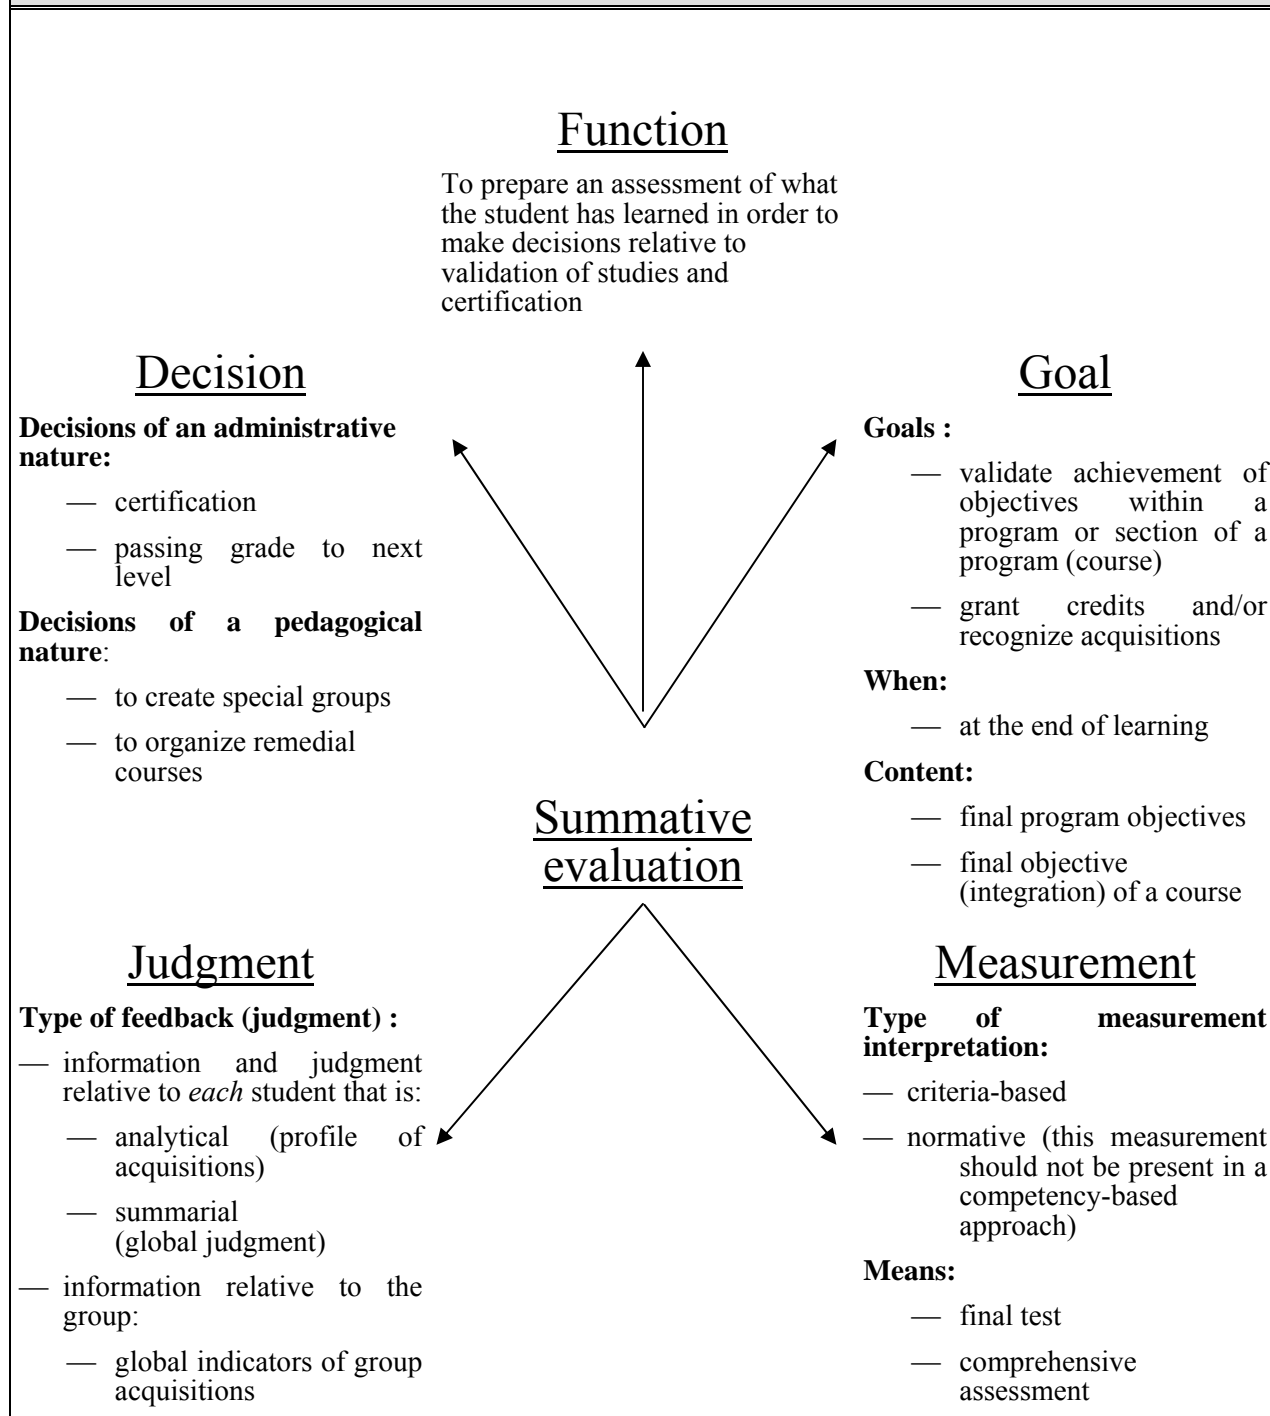 Function
To prepare an assessment of what
the student has learned in order to
make decisions relative to
validation of studies and
certification
Decision
Decisions of an administrative
nature:
— certification
— passing grade to next
level
Decisions of a pedagogical
nature:
— to create special groups
— to organize remedial
courses
Goal
Goals :
— validate achievement of
objectives within a
program or section of a
program (course)
— grant credits and/or
recognize acquisitions
When:
— at the end of learning
Content:
— final program objectives
— final objective
(integration) of a course
Summative
evaluation
Judgment
Type of feedback (judgment) :
— information and judgment
relative to each student that is:
— analytical (profile of
acquisitions)
— summarial
(global judgment)
— information relative to the
group:
— global indicators of group
acquisitions
Measurement
Type of measurement
interpretation:
— criteria-based
— normative (this measurement
should not be present in a
competency-based
approach)
Means:
— final test
— comprehensive
assessment